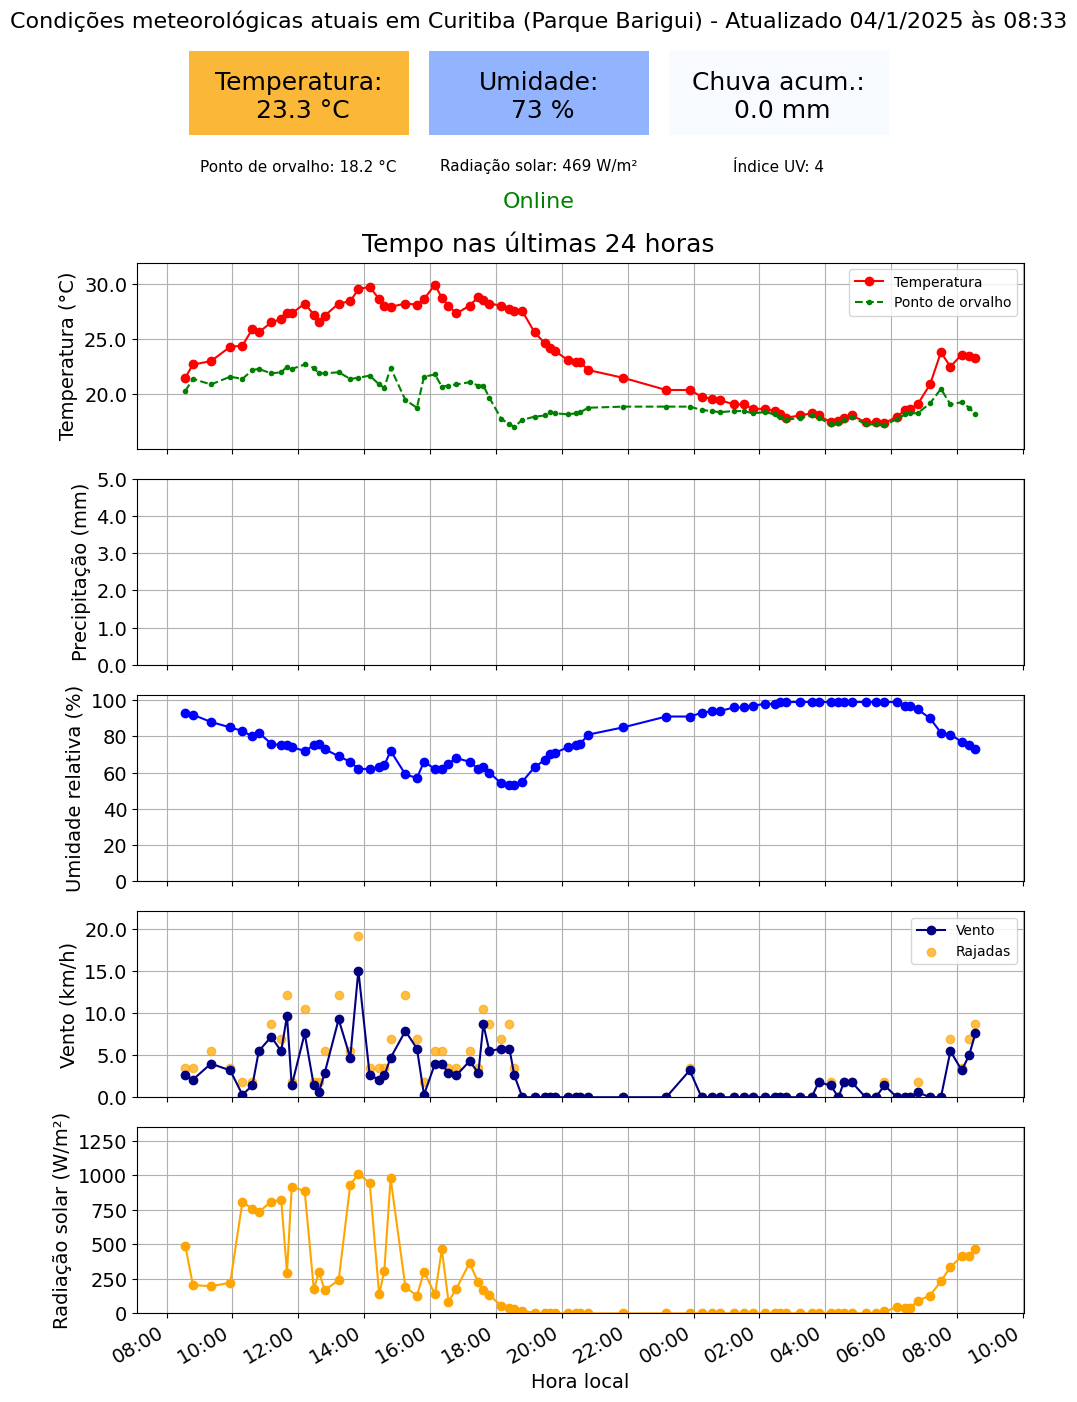 Condições meteorológicas atuais em Curitiba (Parque Barigui) - Atualizado 04/1/2025 às 08:33
Temperatura:
23.3 °C
Umidade:
73 %
Chuva acum.:
0.0 mm
Ponto de orvalho: 18.2 °C
Radiação solar: 469 W/m²
Índice UV: 4
Online
Tempo nas últimas 24 horas
Temperatura (°C)
30.0
25.0
20.0
Temperatura
Ponto de orvalho
Precipitação (mm)
5.0
4.0
3.0
2.0
1.0
0.0
Umidade relativa (%)
100
80
60
40
20
0
Vento (km/h)
20.0
15.0
10.0
5.0
0.0
Vento
Rajadas
Radiação solar (W/m²)
1250
1000
750
500
250
0
08:00
10:00
12:00
14:00
16:00
18:00
20:00
22:00
00:00
02:00
04:00
06:00
08:00
10:00
Hora local